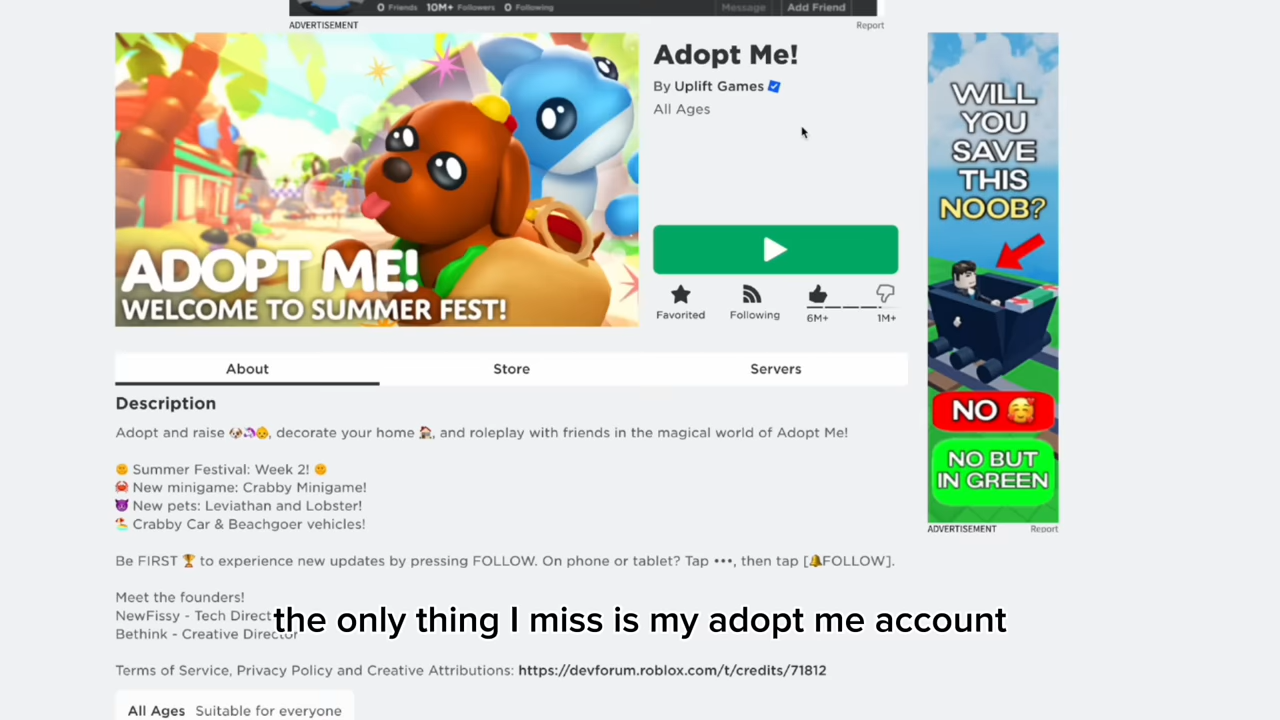 0 Friends 10M+ Followers 0 Following Message Add Friend
ADVERTISEMENT Report
ADOPT ME!
WELCOME TO SUMMER FEST!
Adopt Me!
By Uplift Games
All Ages
Favorited Following 6M+ 1M+
WILL
YOU
SAVE
THIS
NOOB?
NO 🥰
NO BUT
IN GREEN
ADVERTISEMENT Report
About Store Servers
Description
Adopt and raise 🐶🦄👶, decorate your home 🏠, and roleplay with friends in the magical world of Adopt Me!
🌞 Summer Festival: Week 2! 🌞
🦀 New minigame: Crabby Minigame!
😈 New pets: Leviathan and Lobster!
🏖️ Crabby Car & Beachgoer vehicles!
Be FIRST 🏆 to experience new updates by pressing FOLLOW. On phone or tablet? Tap •••, then tap [🔔FOLLOW].
Meet the founders!
NewFissy - Tech Direct
Bethink - Creative Director
the only thing I miss is my adopt me account
Terms of Service, Privacy Policy and Creative Attributions: https://devforum.roblox.com/t/credits/71812
All Ages Suitable for everyone